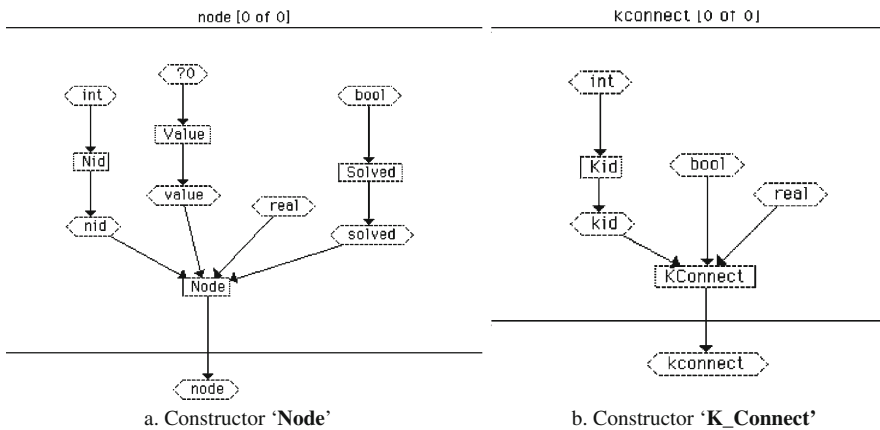 node [0 of 0]
?0
int
bool
Value
Nid
Solved
value
real
nid
solved
Node
node
a. Constructor ‘Node’
kconnect [0 of 0]
int
Kid
bool
real
kid
KConnect
kconnect
b. Constructor ‘K_Connect’